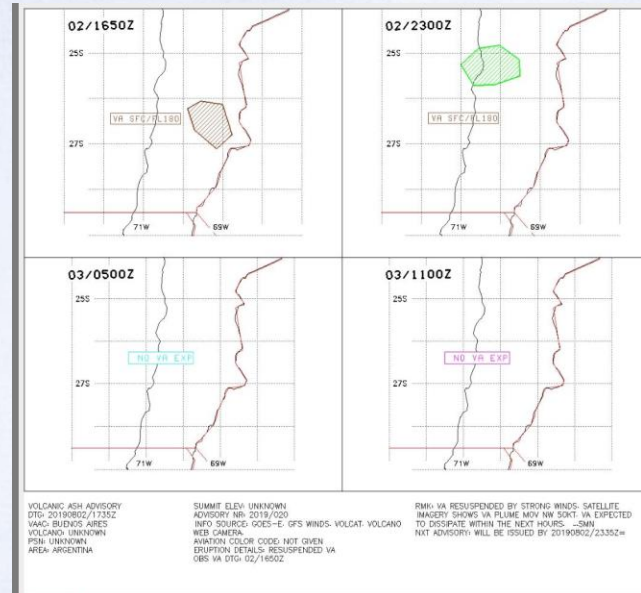 02/1650Z
25S
VA SFC/FL180
27S
71W 69W
02/2300Z
25S
VA SFC/FL180
27S
71W 69W
03/0500Z
25S
NO VA EXP
27S
71W 69W
03/1100Z
25S
NO VA EXP
27S
71W 69W
VOLCANIC ASH ADVISORY
DTG: 20190802/1735Z
VAAC: BUENOS AIRES
VOLCANO: UNKNOWN
PSN: UNKNOWN
AREA: ARGENTINA
SUMMIT ELEV: UNKNOWN
ADVISORY NR: 2019/020
INFO SOURCE: GOES-E. GFS WINDS. VOLCAT. VOLCANO
WEB CAMERA.
AVIATION COLOR CODE: NOT GIVEN
ERUPTION DETAILS: RESUSPENDED VA
OBS VA DTG: 02/1650Z
RMK: VA RESUSPENDED BY STRONG WINDS. SATELLITE
IMAGERY SHOWS VA PLUME MOV NW 50KT. VA EXPECTED
TO DISSIPATE WITHIN THE NEXT HOURS. ...SMN
NXT ADVISORY: WILL BE ISSUED BY 20190802/2335Z=